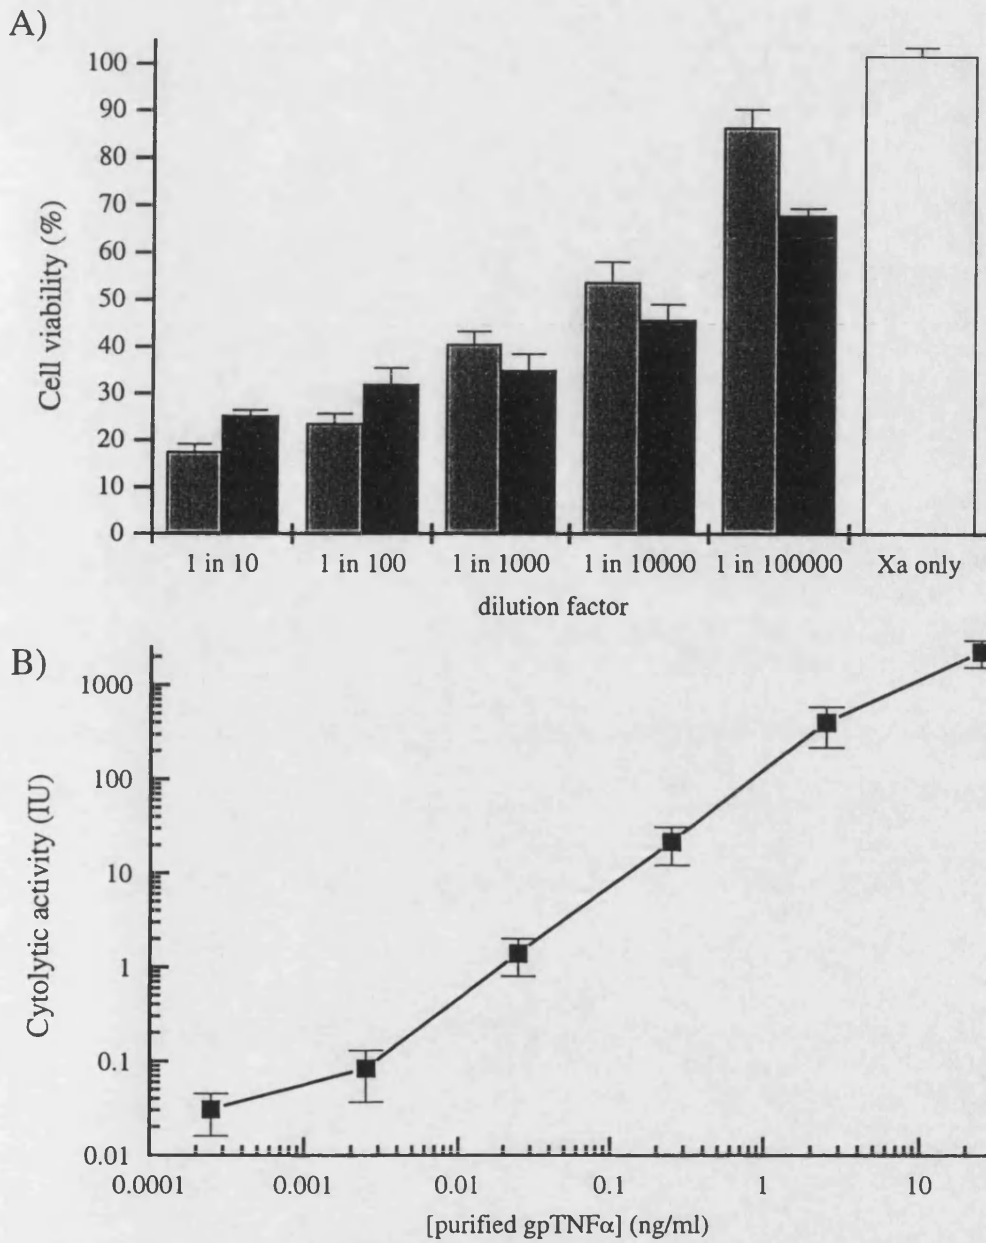 A)
Cell viability (%)
100
90
80
70
60
50
40
30
20
10
0
1 in 10
1 in 100
1 in 1000
1 in 10000
1 in 100000
Xa only
dilution factor
B)
Cytolytic activity (IU)
1000
100
10
1
0.1
0.01
0.0001
0.001
0.01
0.1
1
10
[purified gpTNFα] (ng/ml)